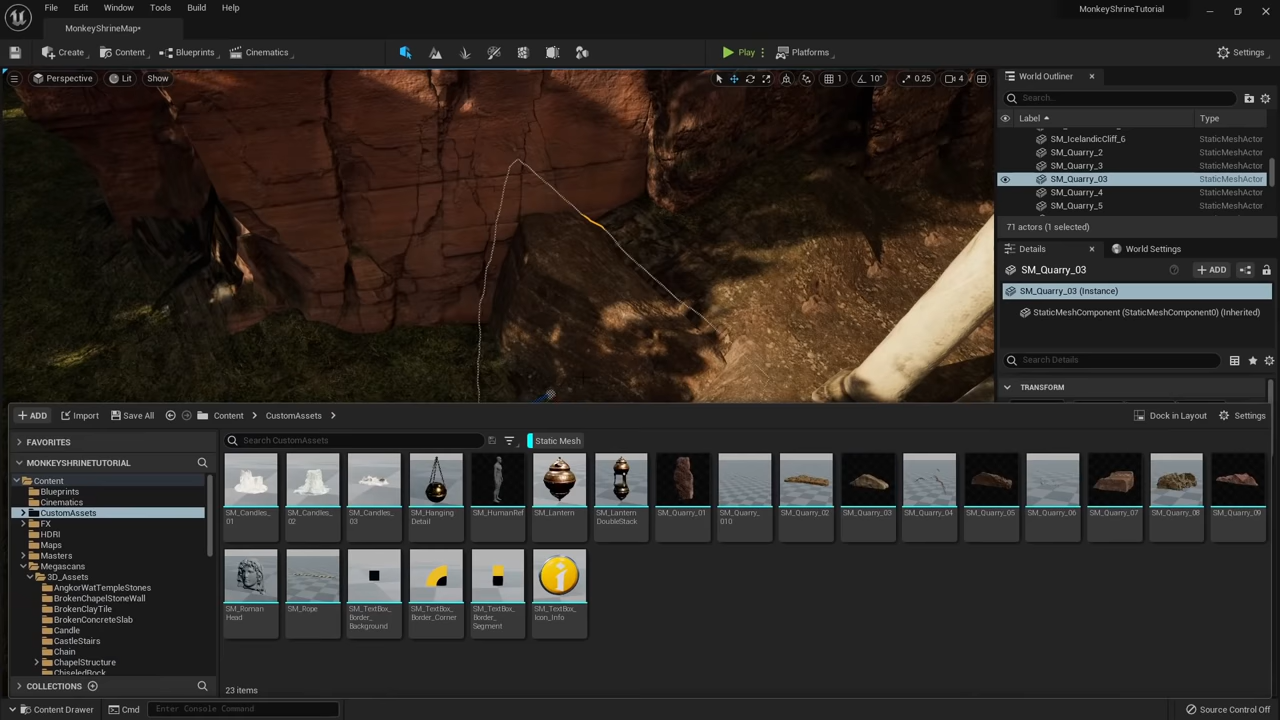 File Edit Window Tools Build Help
MonkeyShrineTutorial
MonkeyShrineMap*
Create Content Blueprints Cinematics Play Platforms Settings
Perspective Lit Show 1 10° 0.25 4
World Outliner
Search...
Label Type
SM_IcelandicCliff_6 StaticMeshActor
SM_Quarry_2 StaticMeshActor
SM_Quarry_3 StaticMeshActor
SM_Quarry_03 StaticMeshActor
SM_Quarry_4 StaticMeshActor
SM_Quarry_5 StaticMeshActor
71 actors (1 selected)
Details World Settings
SM_Quarry_03 ADD
SM_Quarry_03 (Instance)
StaticMeshComponent (StaticMeshComponent0) (Inherited)
Search Details
TRANSFORM
ADD Import Save All Content CustomAssets Dock in Layout Settings
FAVORITES
Search CustomAssets Static Mesh
MONKEYSHRINETUTORIAL
Content
Blueprints
Cinematics
CustomAssets
FX
HDRI
Maps
Masters
Megascans
3D_Assets
AngkorWatTempleStones
BrokenChapelStoneWall
BrokenClayTile
BrokenConcreteSlab
Candle
CastleStairs
Chain
ChapelStructure
ChiseledRock
COLLECTIONS
SM_Candles_01
SM_Candles_02
SM_Candles_03
SM_Hanging Detail
SM_HumanRef
SM_Lantern
SM_Lantern DoubleStack
SM_Quarry_01
SM_Quarry_010
SM_Quarry_02
SM_Quarry_03
SM_Quarry_04
SM_Quarry_05
SM_Quarry_06
SM_Quarry_07
SM_Quarry_08
SM_Quarry_09
SM_Roman Head
SM_Rope
SM_TextBox_Border_Background
SM_TextBox_Border_Corner
SM_TextBox_Border_Segment
SM_TextBox_Icon_Info
23 items
Content Drawer Cmd Enter Console Command Source Control Off